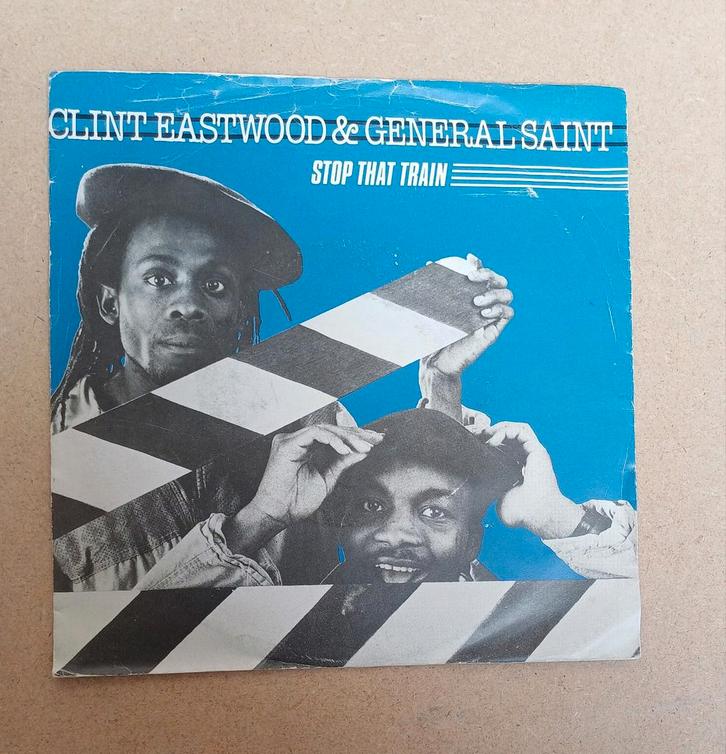 CLINT EASTWOOD & GENERAL SAINT
STOP THAT TRAIN